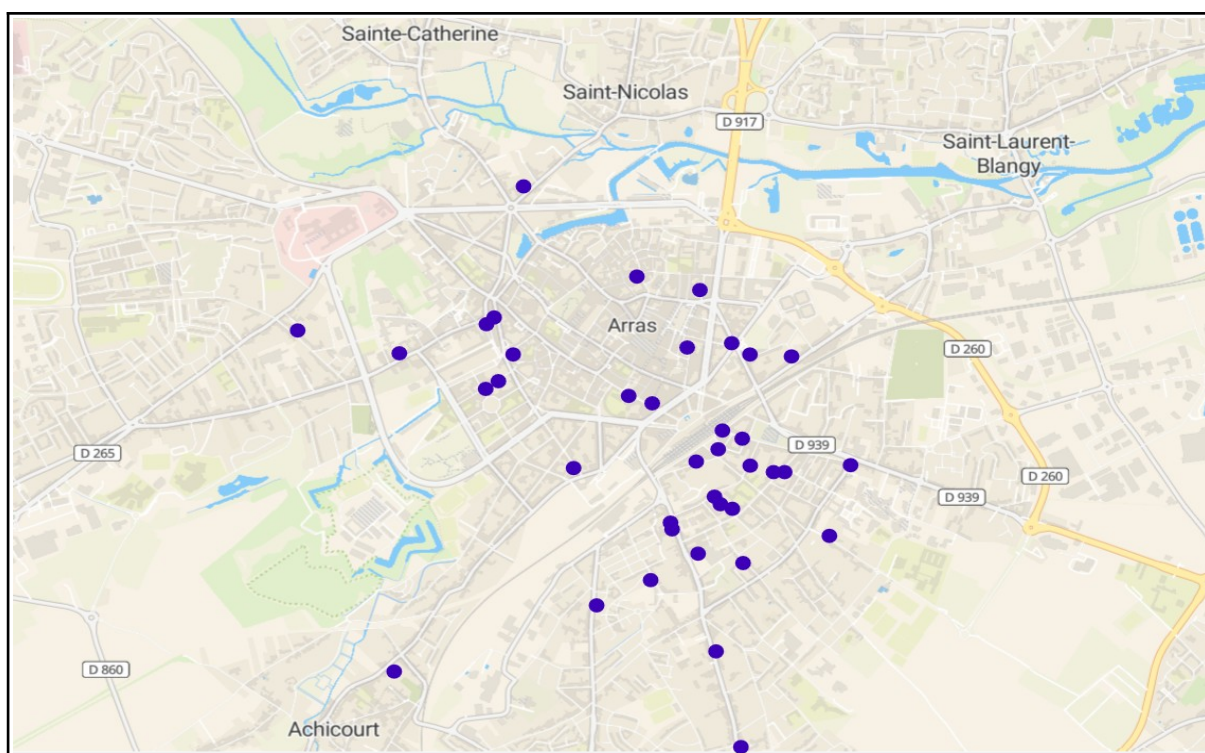 Sainte-Catherine
Saint-Nicolas
D 917
Saint-Laurent-
Blangy
Arras
D 260
D 939
D 265
D 260
D 939
D 860
Achicourt